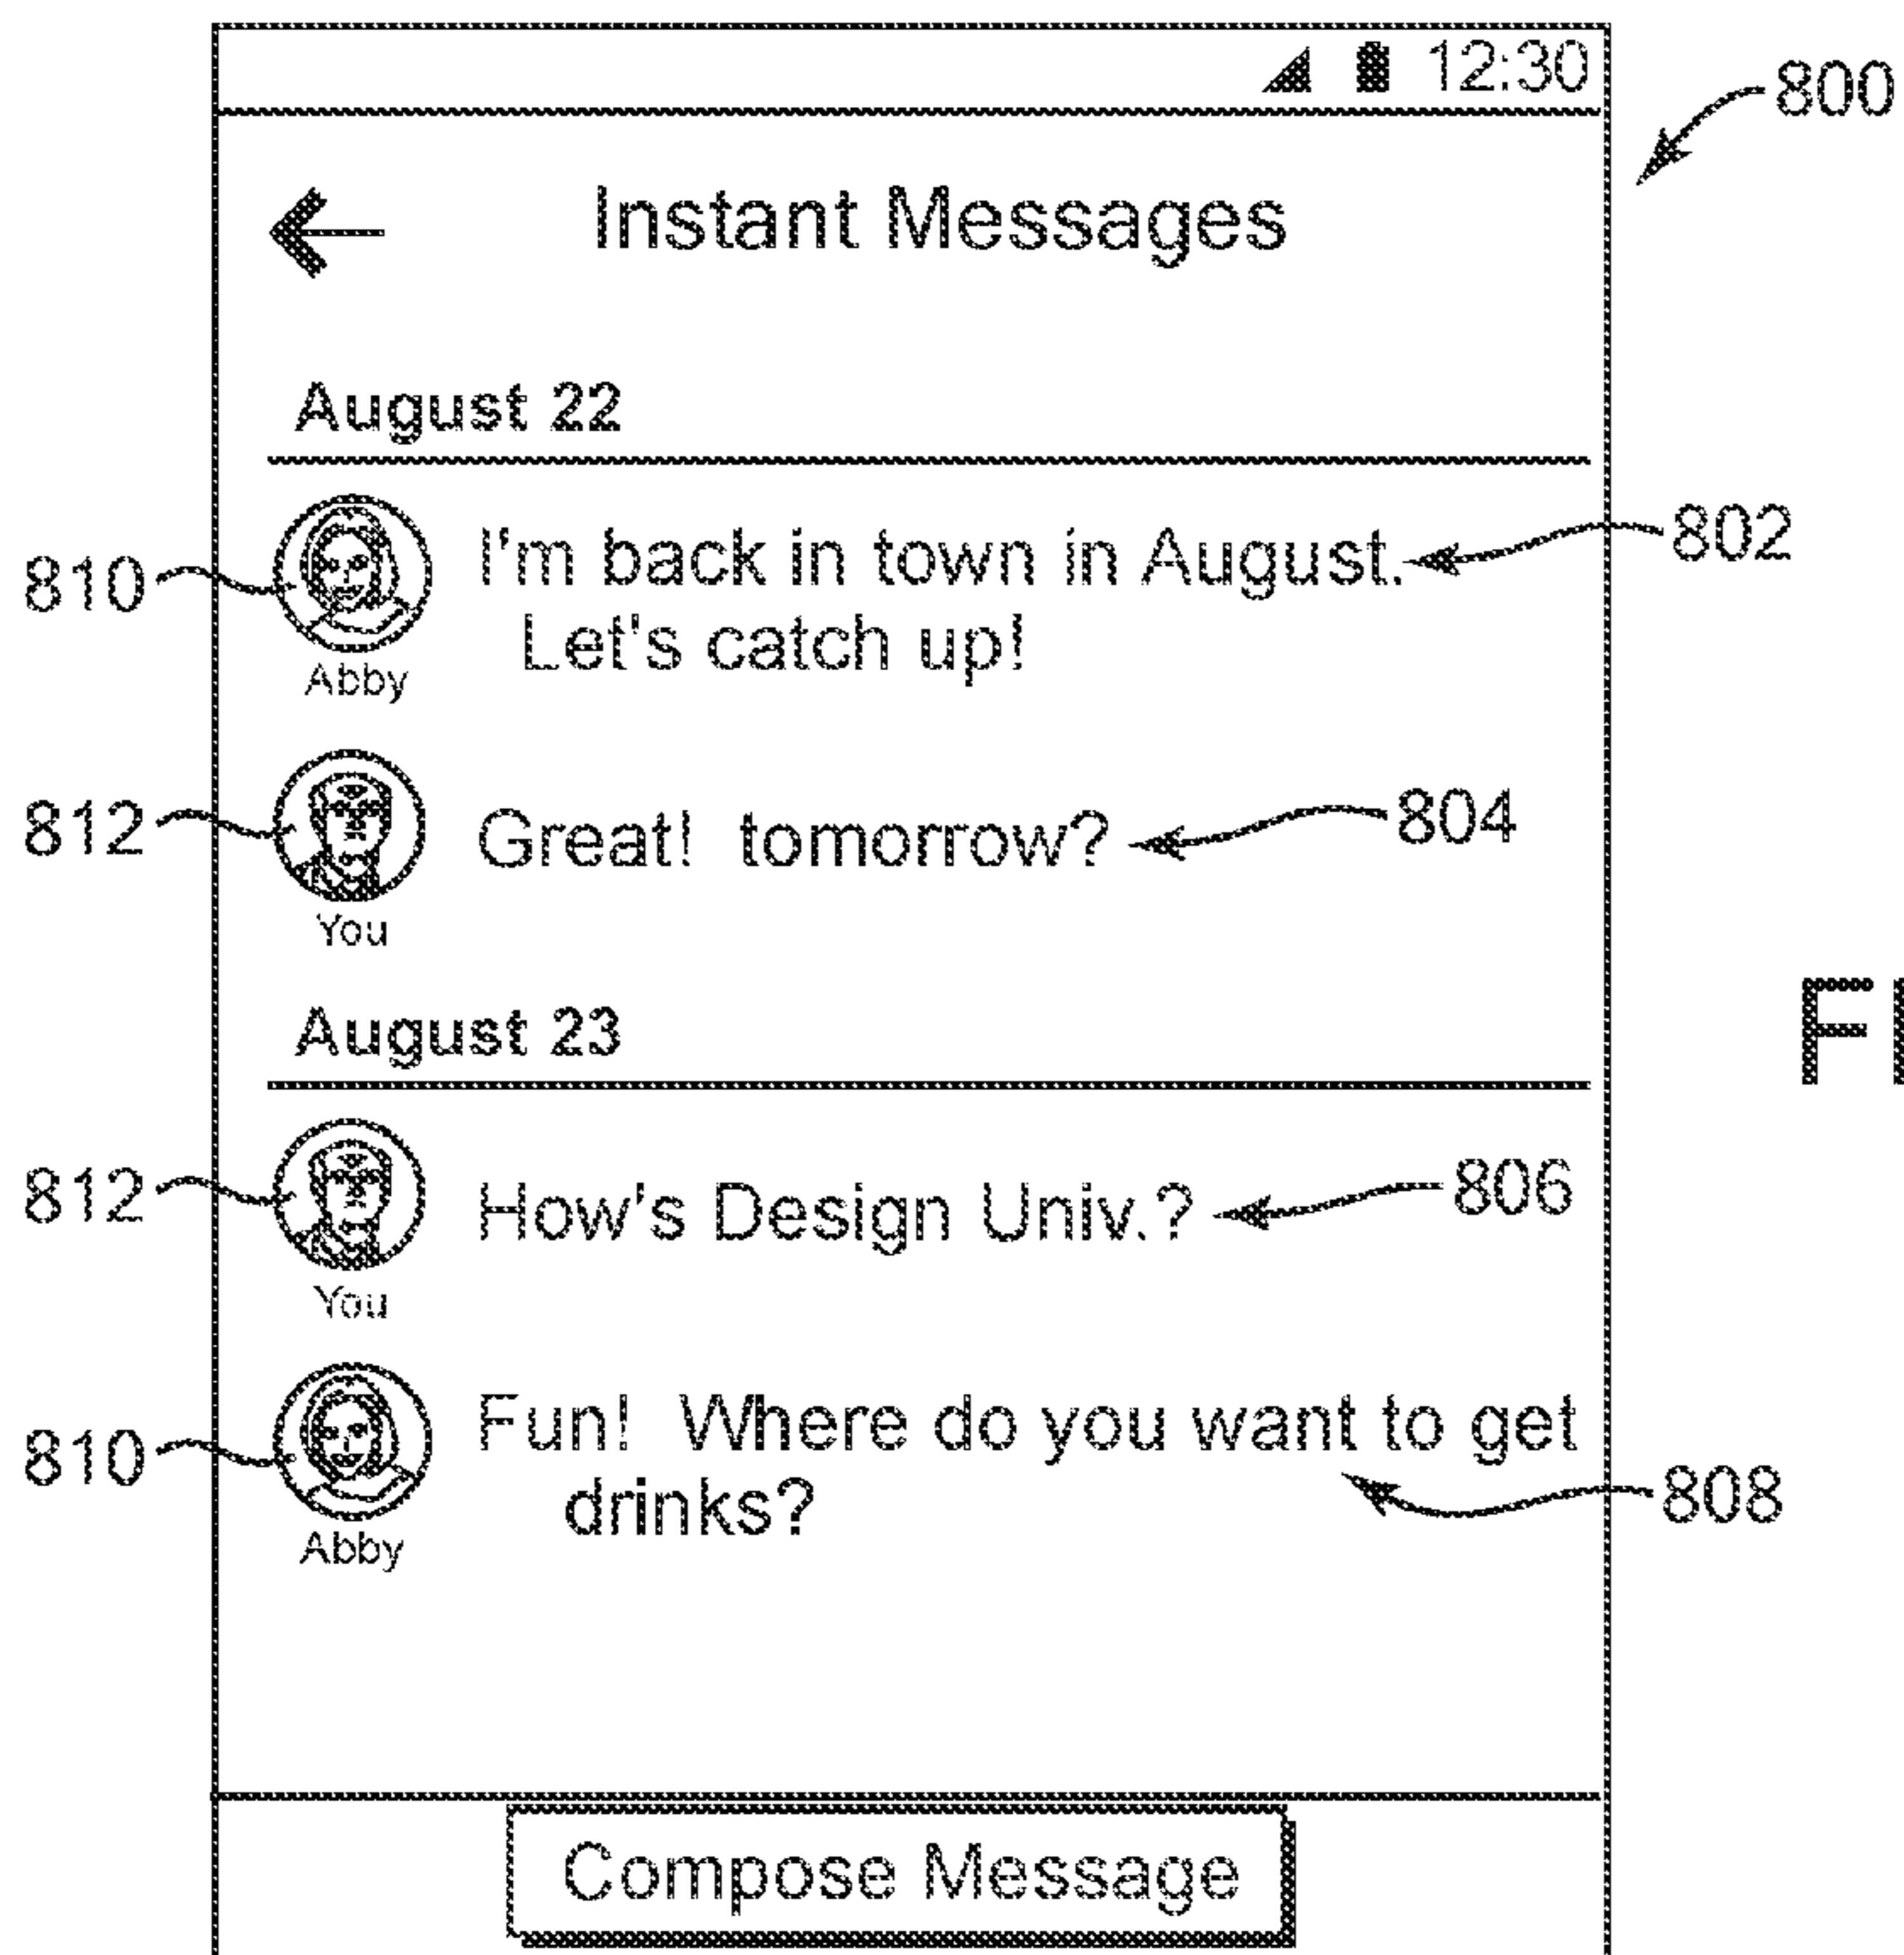 12:30
800
Instant Messages
August 22
810
I'm back in town in August.
802
Let's catch up!
Abby
812
Great! tomorrow?
804
You
August 23
812
How's Design Univ.?
806
You
810
Fun! Where do you want to get
drinks?
808
Abby
Compose Message